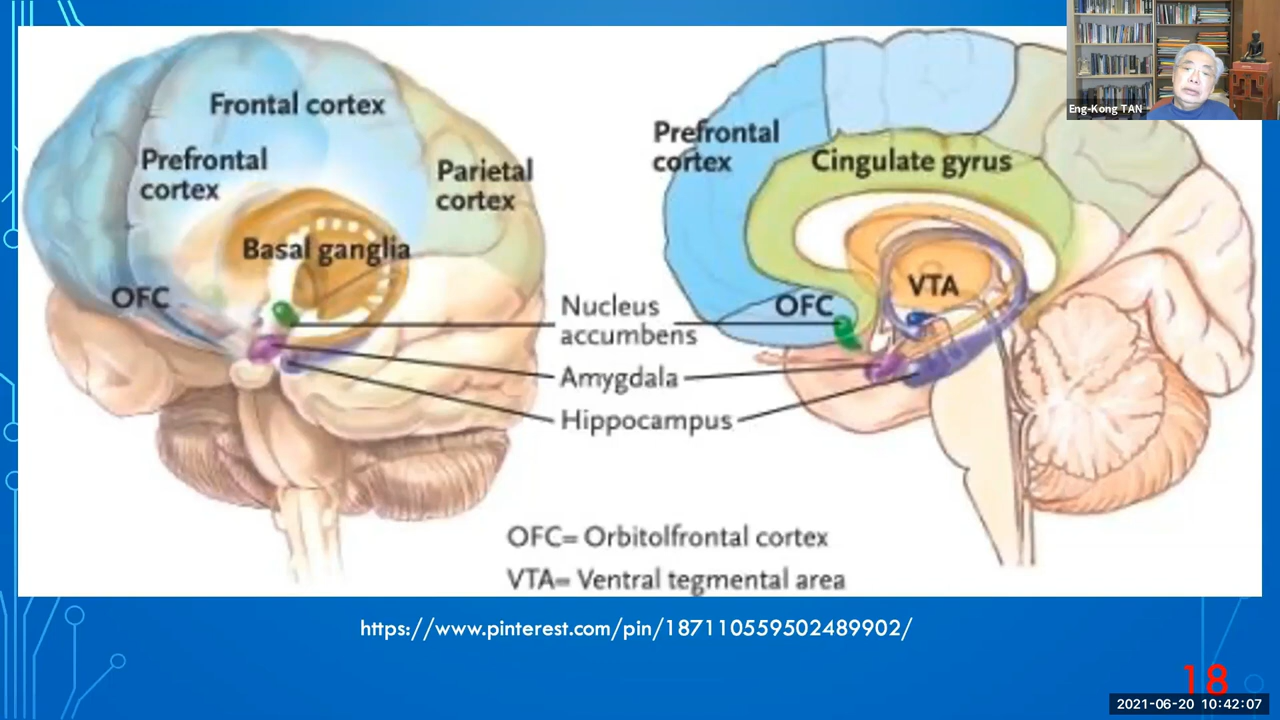 Eng-Kong TAN
Frontal cortex
Prefrontal
cortex
Parietal
cortex
Basal ganglia
OFC
Prefrontal
cortex
Cingulate gyrus
VTA
OFC
Nucleus
accumbens
Amygdala
Hippocampus
OFC= Orbitolfrontal cortex
VTA= Ventral tegmental area
https://www.pinterest.com/pin/187110559502489902/
18
2021-06-20 10:42:07